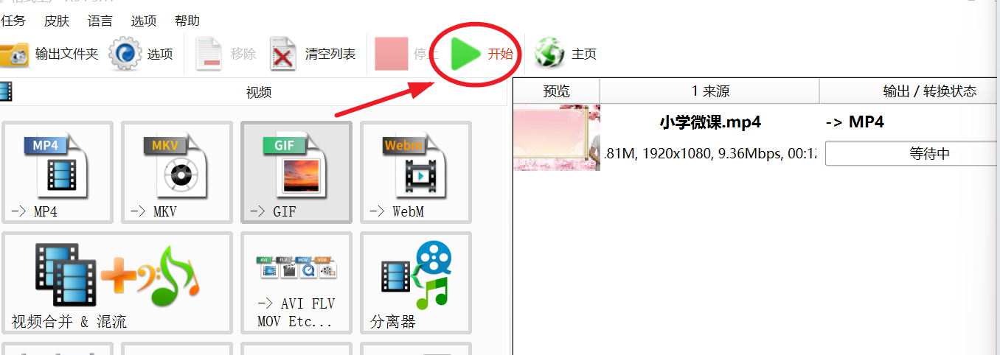 任务 皮肤 语言 选项 帮助
输出文件夹 选项 移除 清空列表 停止 开始 主页
视频
预览 1 来源 输出 / 转换状态
小学微课.mp4 -> MP4
.81M, 1920x1080, 9.36Mbps, 00:12 等待中
MP4 MKV GIF Webm
-> MP4 -> MKV -> GIF -> WebM
AVI FLV MOV VOB
-> AVI FLV
MOV Etc...
视频合并 & 混流
分离器